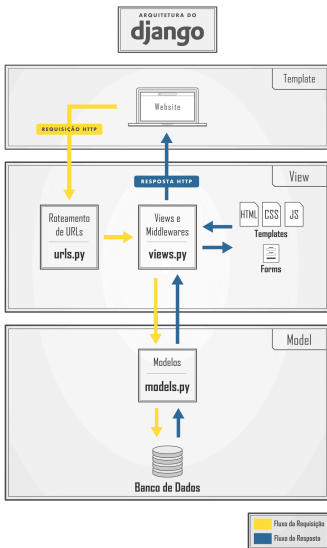 ARQUITETURA DO
django
Template
Website
REQUISIÇÃO HTTP
RESPOSTA HTTP
View
Roteamento
de URLs
urls.py
Views e
Middlewares
views.py
HTML
CSS
JS
Templates
Forms
Model
Modelos
models.py
Banco de Dados
Fluxo da Requisição
Fluxo da Resposta